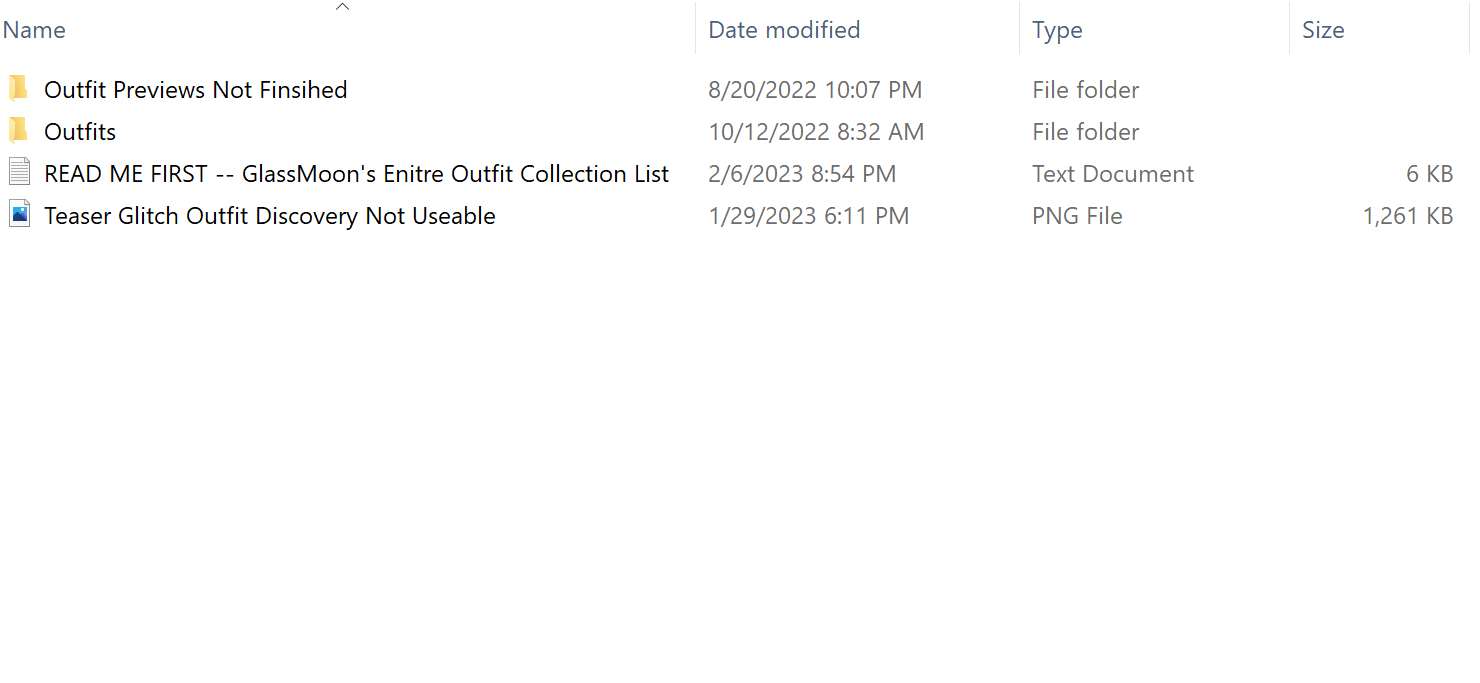 Name Date modified Type Size
Outfit Previews Not Finsihed 8/20/2022 10:07 PM File folder
Outfits 10/12/2022 8:32 AM File folder
READ ME FIRST -- GlassMoon's Enitre Outfit Collection List 2/6/2023 8:54 PM Text Document 6 KB
Teaser Glitch Outfit Discovery Not Useable 1/29/2023 6:11 PM PNG File 1,261 KB